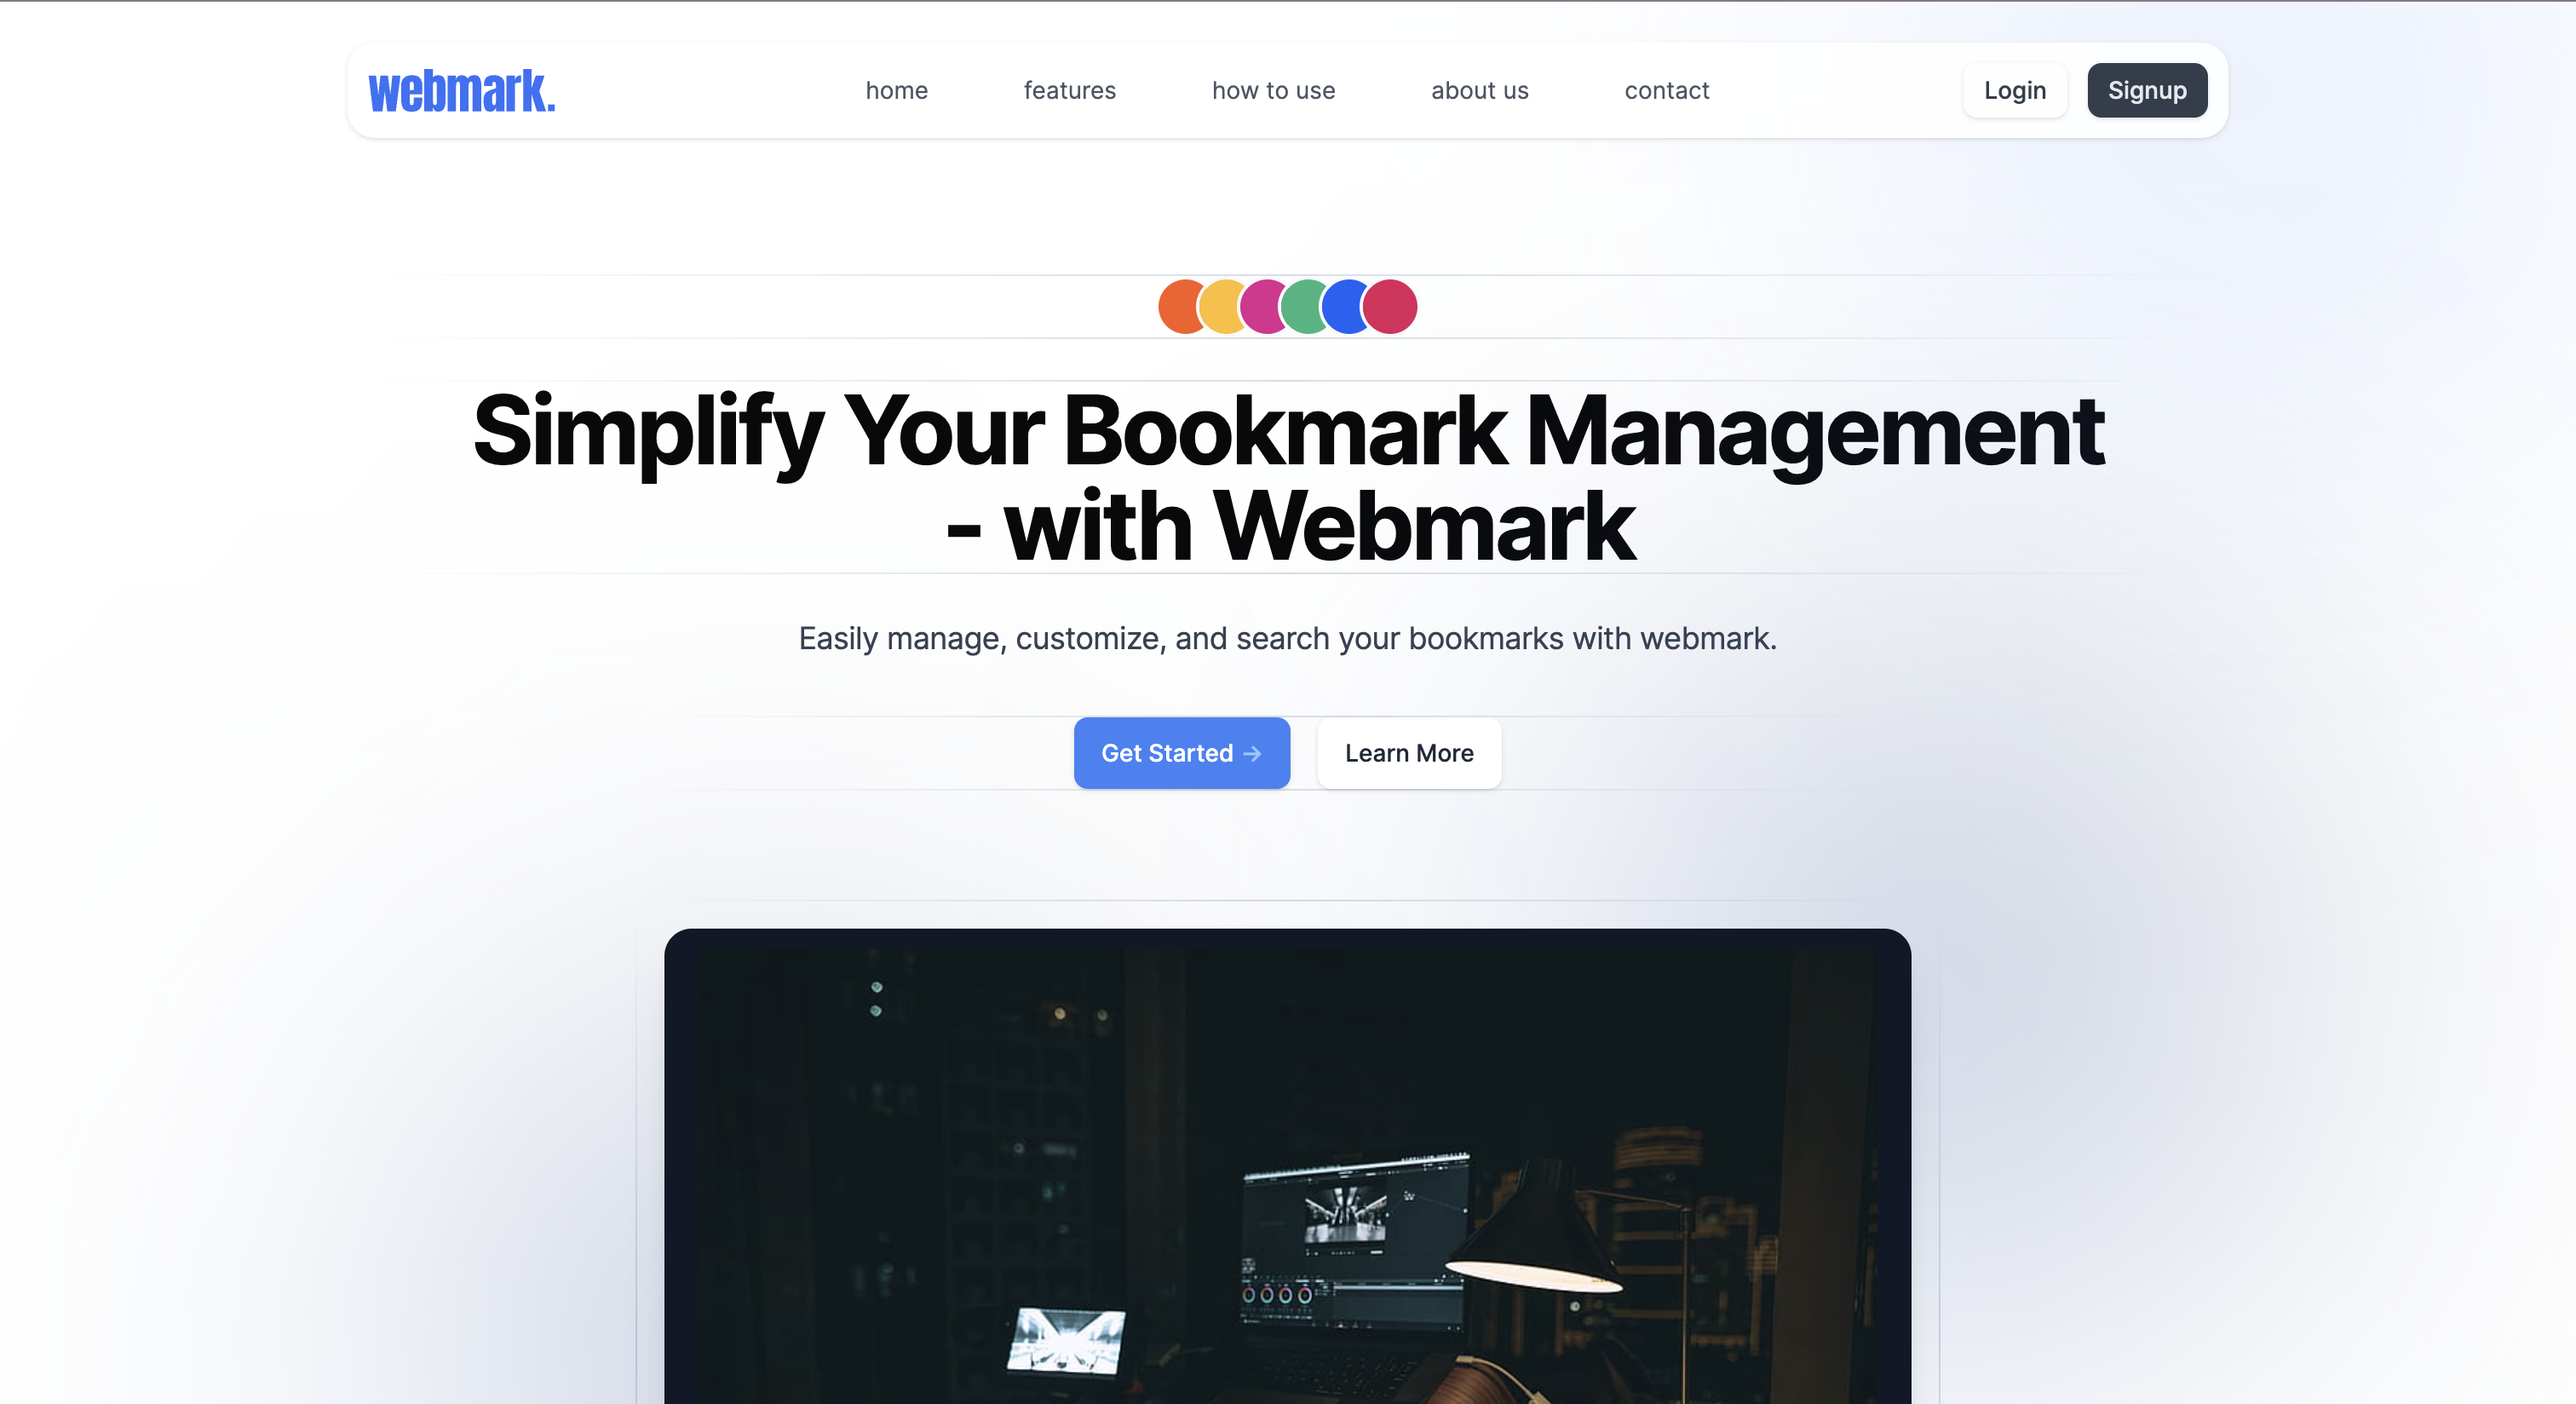 webmark.
home
features
how to use
about us
contact
Login
Signup
Simplify Your Bookmark Management
- with Webmark
Easily manage, customize, and search your bookmarks with webmark.
Get Started →
Learn More